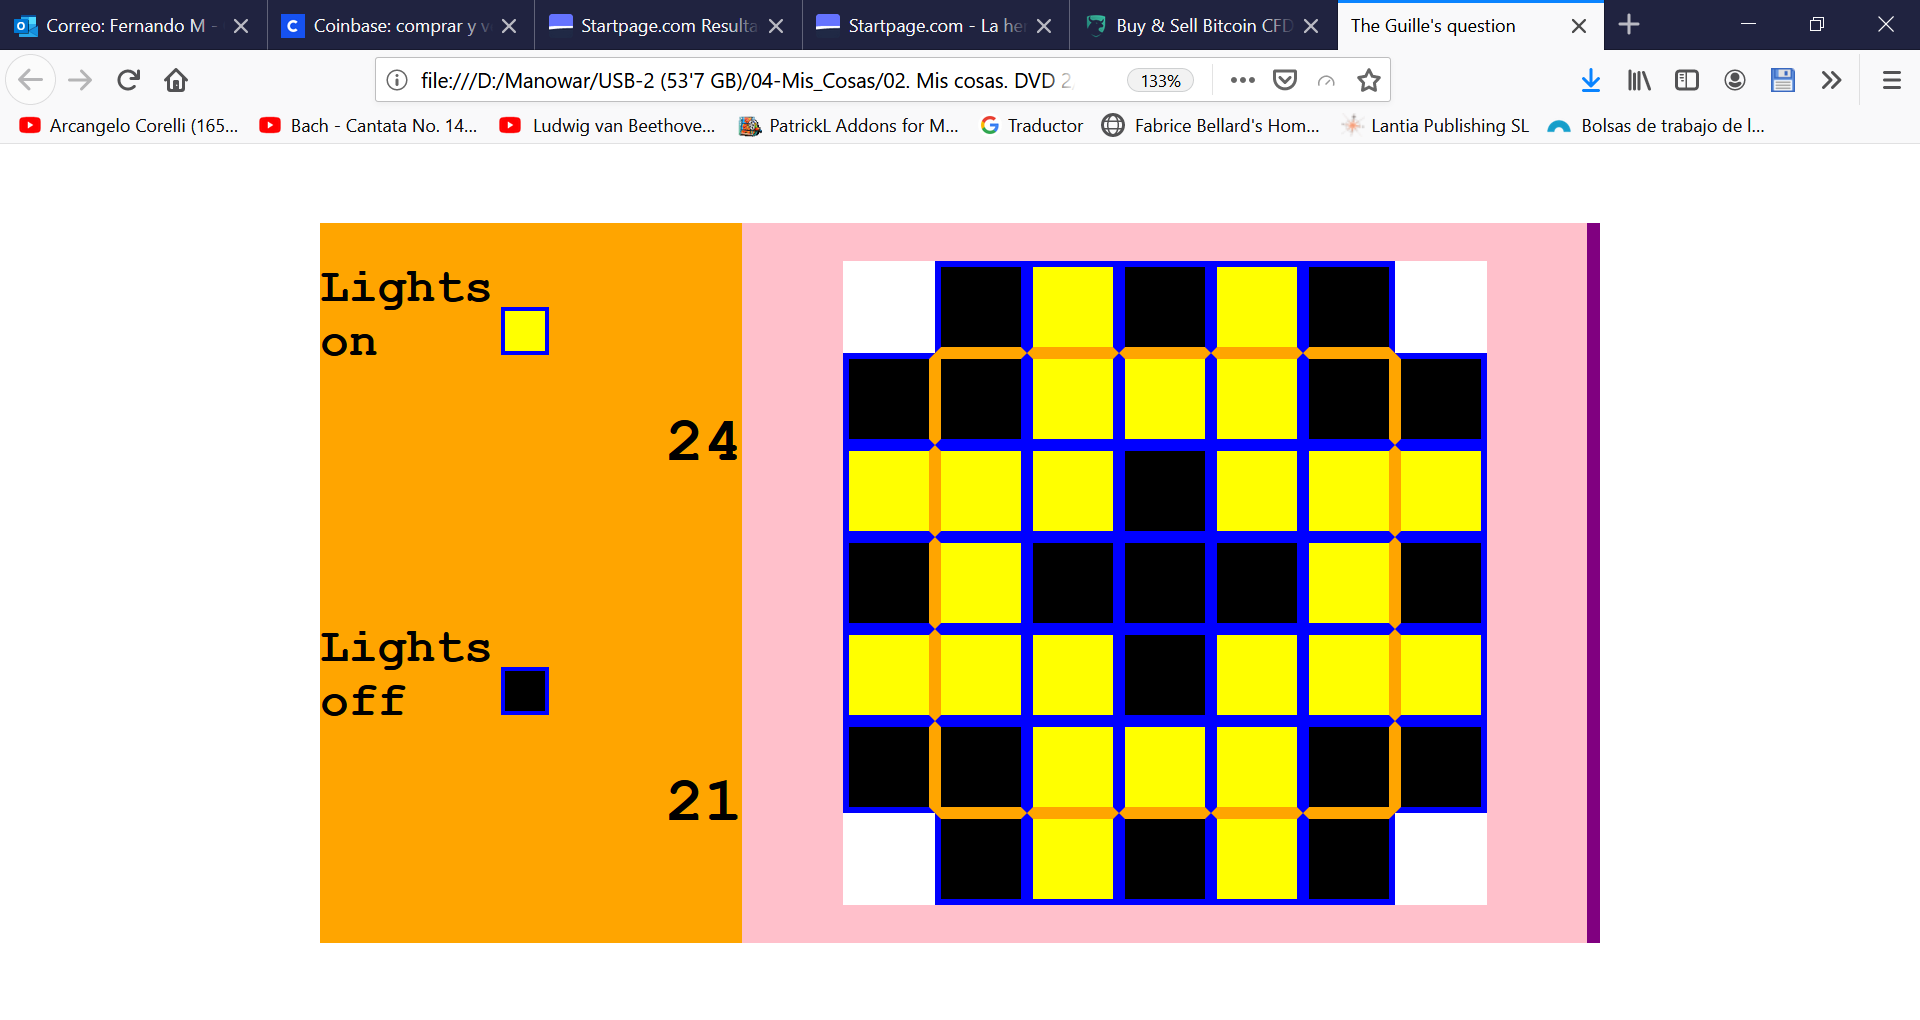 Correo: Fernando M -
Coinbase: comprar y v
Startpage.com Resulta
Startpage.com - La he
Buy & Sell Bitcoin CFD
The Guille's question
file:///D:/Manowar/USB-2 (53'7 GB)/04-Mis_Cosas/02. Mis cosas. DVD 2
133%
Arcangelo Corelli (165...
Bach - Cantata No. 14...
Ludwig van Beethove...
PatrickL Addons for M...
Traductor
Fabrice Bellard's Hom...
Lantia Publishing SL
Bolsas de trabajo de l...
Lights
on
24
Lights
off
21